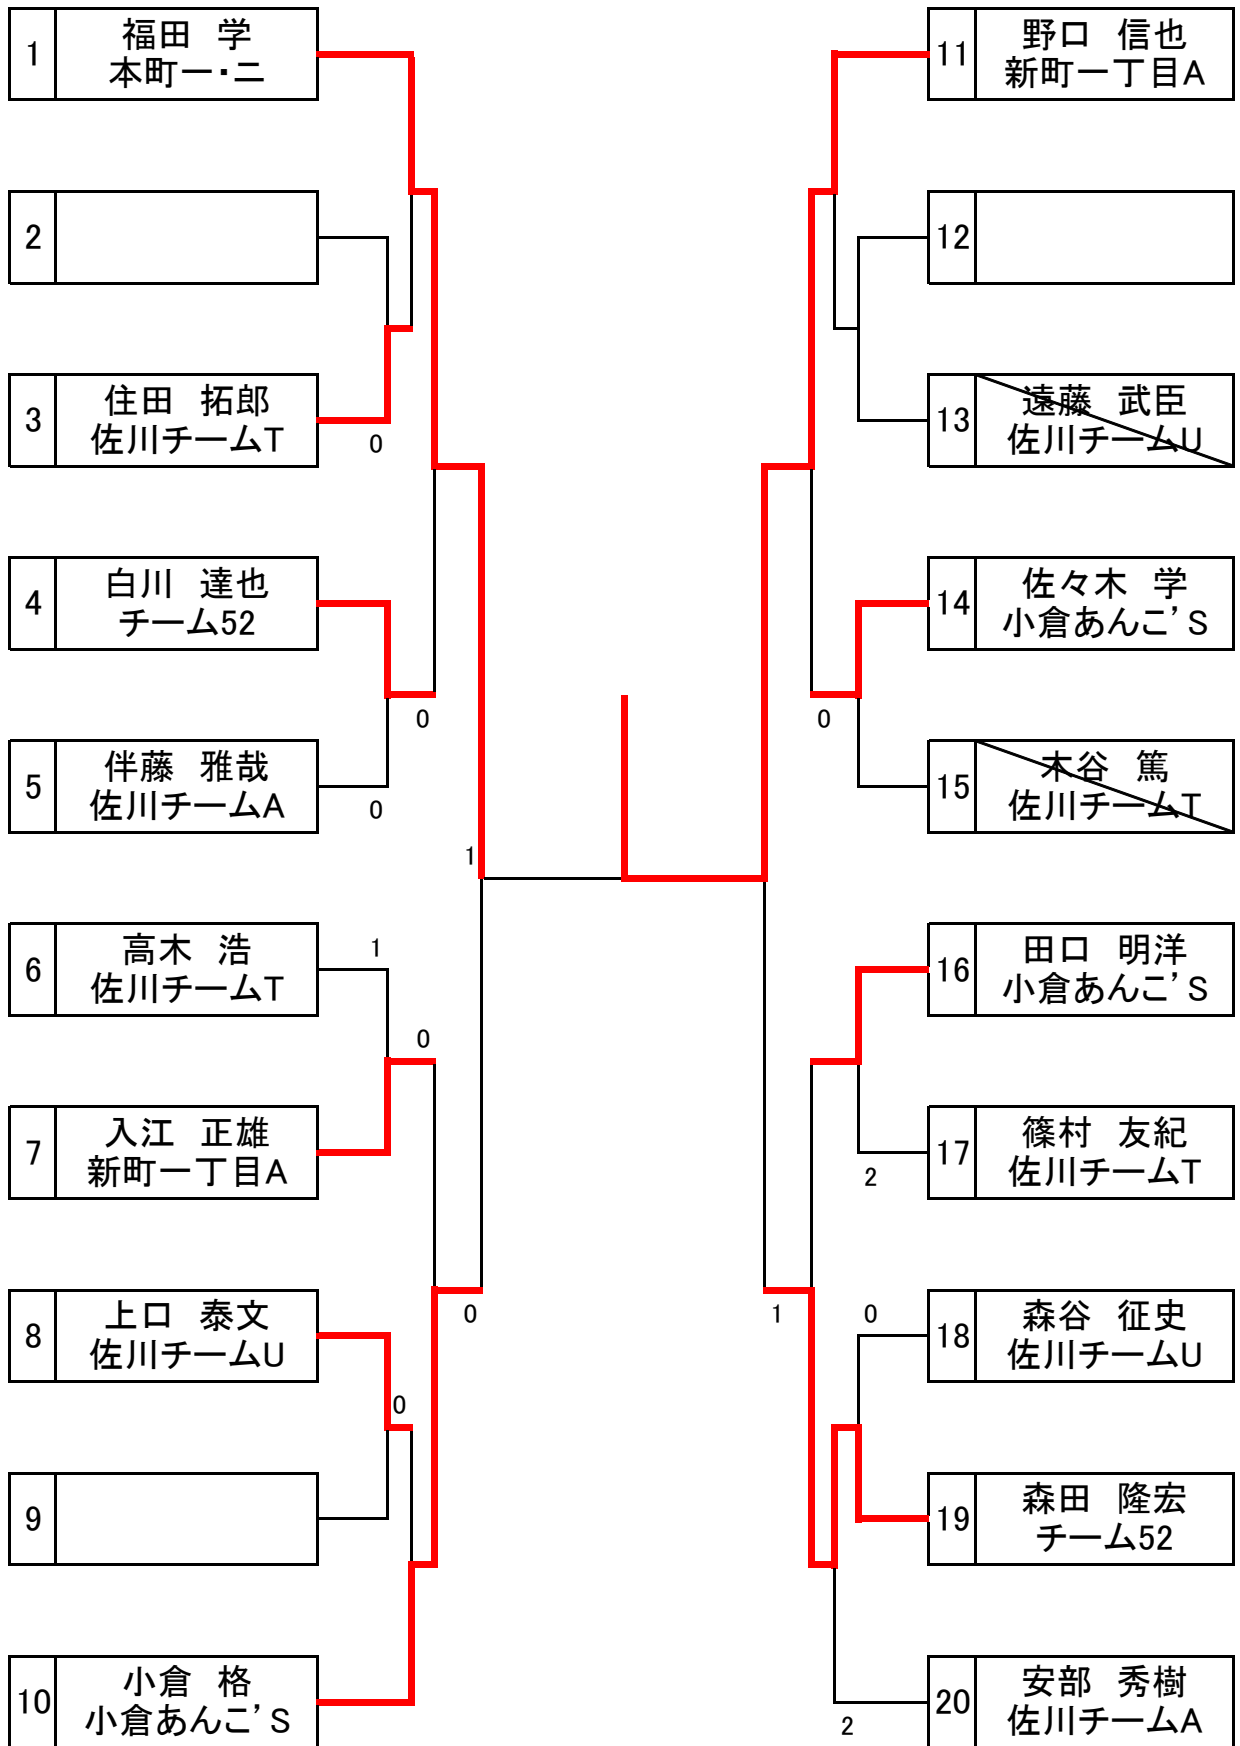 1
福田 学
本町一・二
2
3
住田 拓郎
佐川チームT
0
4
白川 達也
チーム52
0
5
伴藤 雅哉
佐川チームA
0
1
6
高木 浩
佐川チームT
1
0
7
入江 正雄
新町一丁目A
8
上口 泰文
佐川チームU
0
0
9
10
小倉 格
小倉あんこ’S
11
野口 信也
新町一丁目A
12
13
遠藤 武臣
佐川チームU
14
佐々木 学
小倉あんこ’S
0
15
木谷 篤
佐川チームT
16
田口 明洋
小倉あんこ’S
17
篠村 友紀
佐川チームT
2
1
0
18
森谷 征史
佐川チームU
19
森田 隆宏
チーム52
20
安部 秀樹
佐川チームA
2